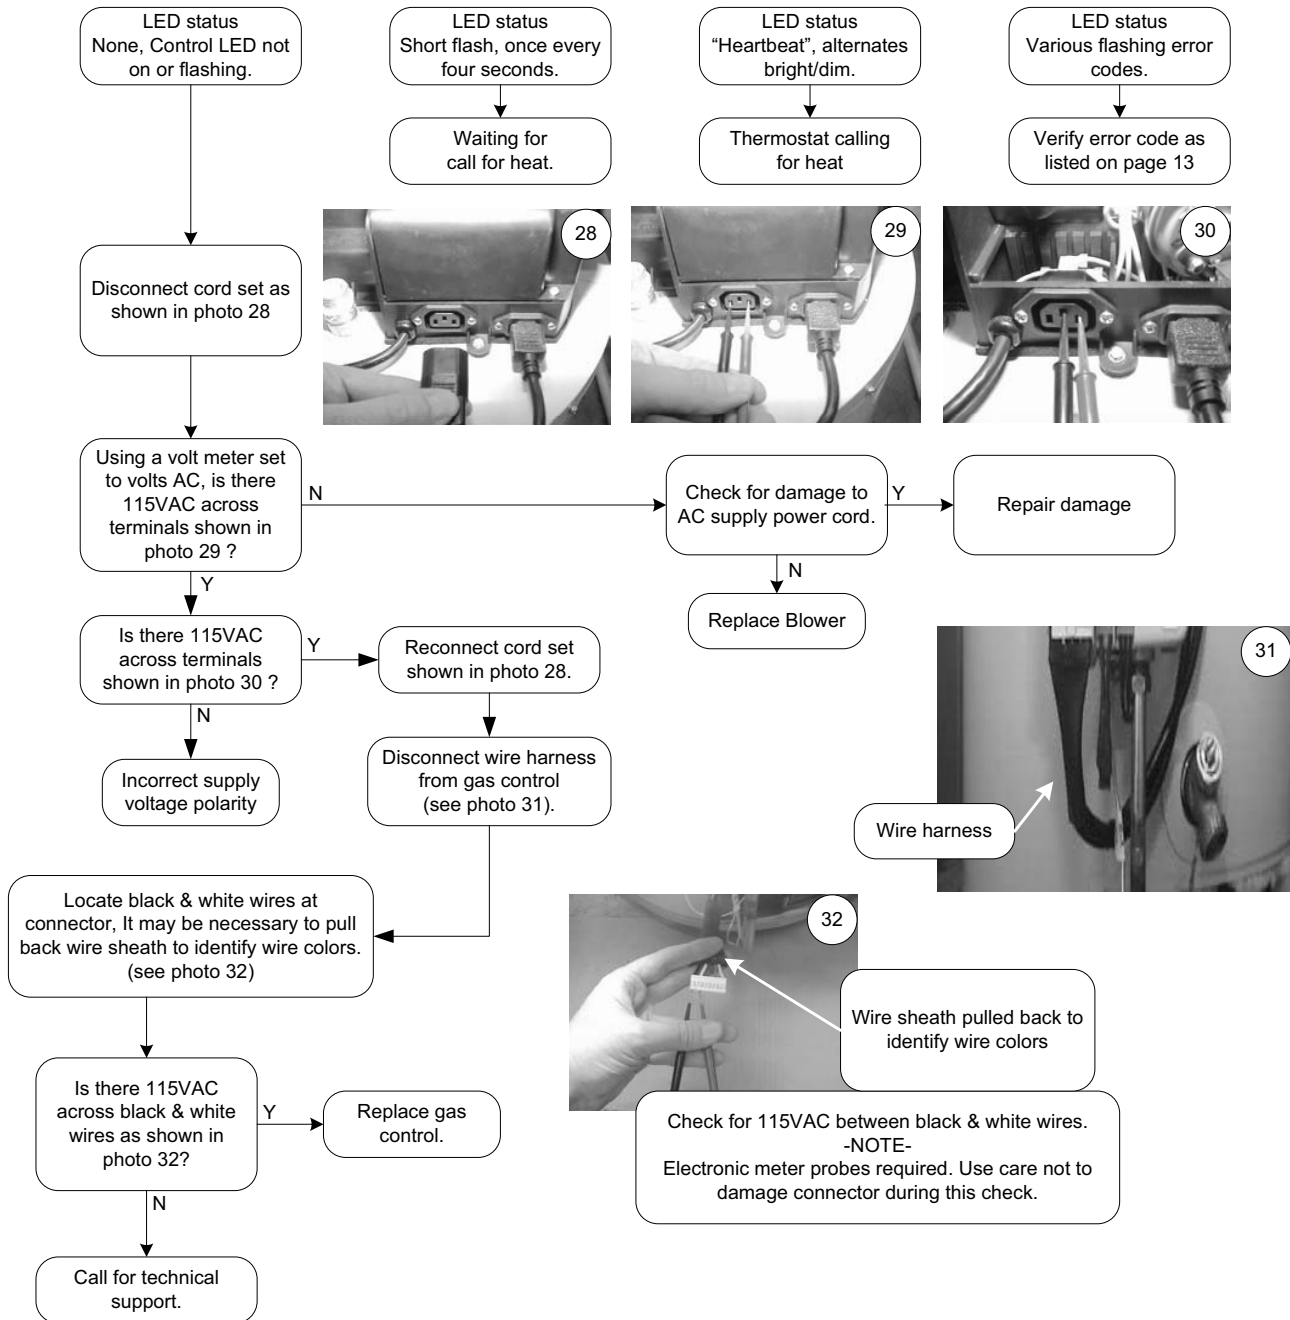 LED status
None, Control LED not
on or flashing.
LED status
Short flash, once every
four seconds.
LED status
“Heartbeat”, alternates
bright/dim.
LED status
Various flashing error
codes.
Waiting for
call for heat.
Thermostat calling
for heat
Verify error code as
listed on page 13
28
29
30
Disconnect cord set as
shown in photo 28
Using a volt meter set
to volts AC, is there
115VAC across
terminals shown in
photo 29 ?
N
Check for damage to
AC supply power cord.
Y
Repair damage
N
Replace Blower
Y
Is there 115VAC
across terminals
shown in photo 30 ?
Y
Reconnect cord set
shown in photo 28.
N
Incorrect supply
voltage polarity
Disconnect wire harness
from gas control
(see photo 31).
31
Wire harness
Locate black & white wires at
connector, It may be necessary to pull
back wire sheath to identify wire colors.
(see photo 32)
32
Wire sheath pulled back to
identify wire colors
Is there 115VAC
across black & white
wires as shown in
photo 32?
Y
Replace gas
control.
Check for 115VAC between black & white wires.
-NOTE-
Electronic meter probes required. Use care not to
damage connector during this check.
N
Call for technical
support.